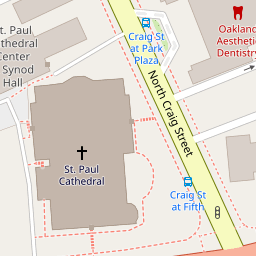 St. Paul
Cathedral
Center
Synod
Hall
Craig St
at Park
Plaza
Oakland
Aesthetic
Dentistry
North Craig Street
St. Paul
Cathedral
Craig St
at Fifth